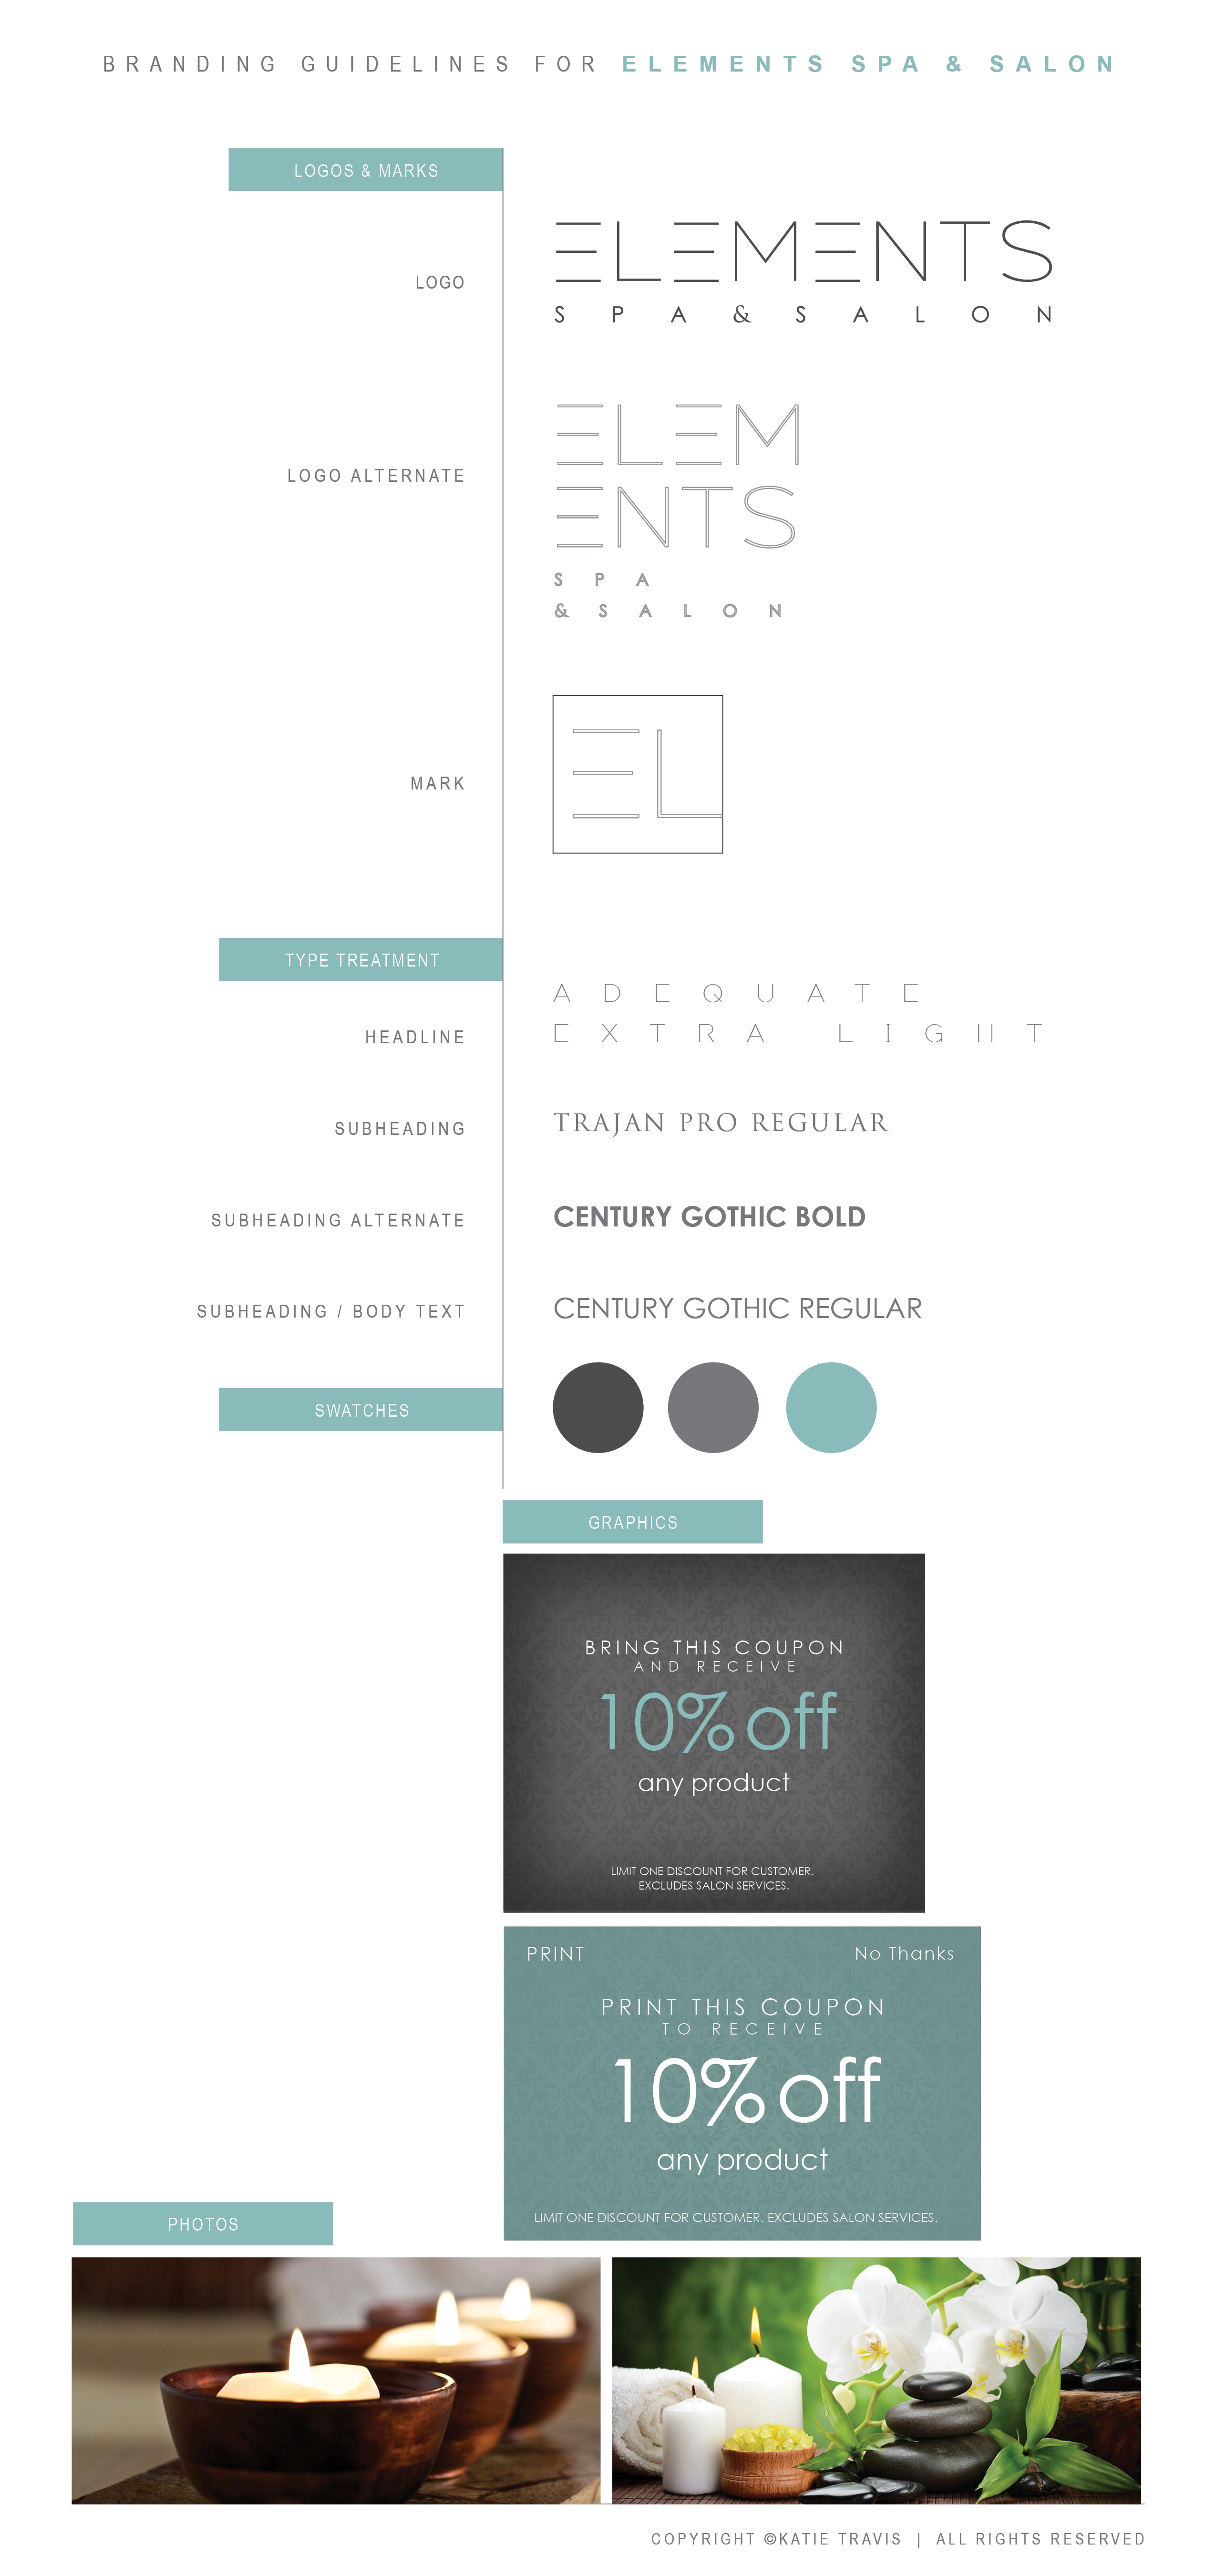 BRANDING GUIDELINES FOR ELEMENTS SPA & SALON
LOGOS & MARKS
LOGO
ELEMENTS
SPA & SALON
LOGO ALTERNATE
ELEM
ENTS
SPA
& SALON
MARK
EL
TYPE TREATMENT
HEADLINE
ADEQUATE
EXTRA LIGHT
SUBHEADING
TRAJAN PRO REGULAR
SUBHEADING ALTERNATE
CENTURY GOTHIC BOLD
SUBHEADING / BODY TEXT
CENTURY GOTHIC REGULAR
SWATCHES
GRAPHICS
BRING THIS COUPON
AND RECEIVE
10% off
any product
LIMIT ONE DISCOUNT FOR CUSTOMER.
EXCLUDES SALON SERVICES.
PRINT
No Thanks
PRINT THIS COUPON
TO RECEIVE
10% off
any product
LIMIT ONE DISCOUNT FOR CUSTOMER. EXCLUDES SALON SERVICES.
PHOTOS
COPYRIGHT ©KATIE TRAVIS | ALL RIGHTS RESERVED